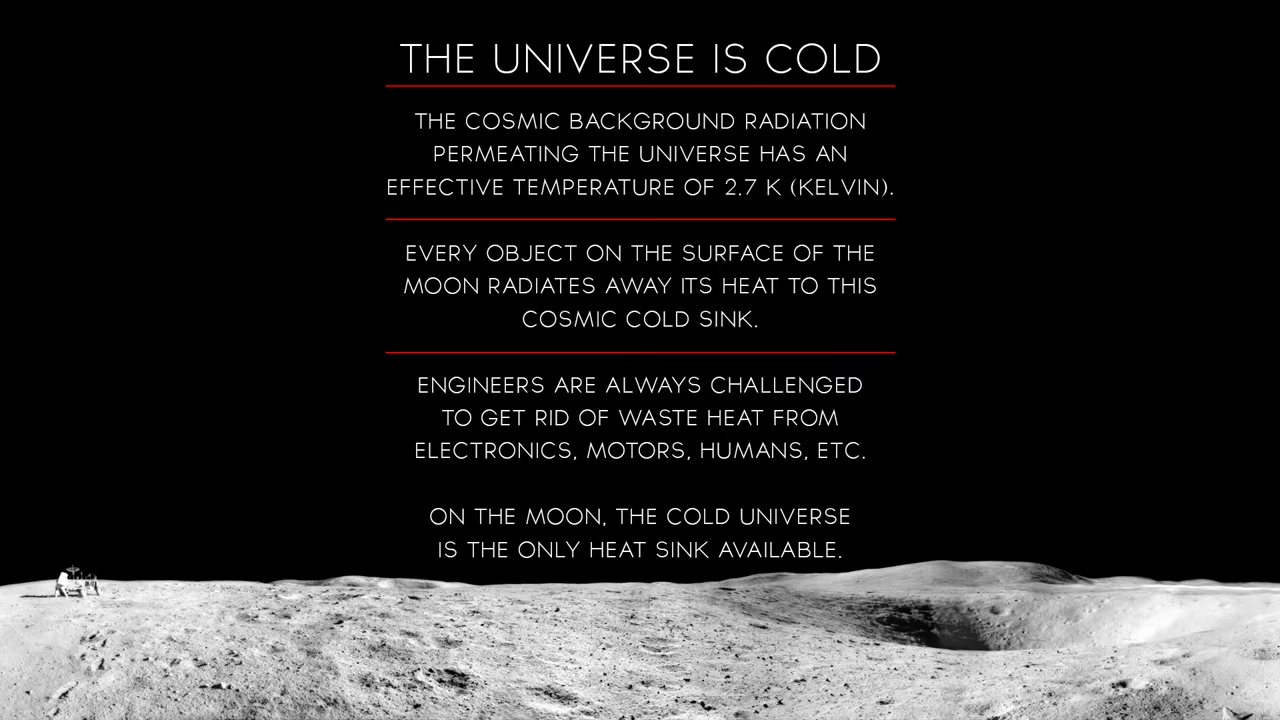 THE UNIVERSE IS COLD
THE COSMIC BACKGROUND RADIATION
PERMEATING THE UNIVERSE HAS AN
EFFECTIVE TEMPERATURE OF 2.7 K (KELVIN).
EVERY OBJECT ON THE SURFACE OF THE
MOON RADIATES AWAY ITS HEAT TO THIS
COSMIC COLD SINK.
ENGINEERS ARE ALWAYS CHALLENGED
TO GET RID OF WASTE HEAT FROM
ELECTRONICS, MOTORS, HUMANS, ETC.
ON THE MOON, THE COLD UNIVERSE
IS THE ONLY HEAT SINK AVAILABLE.